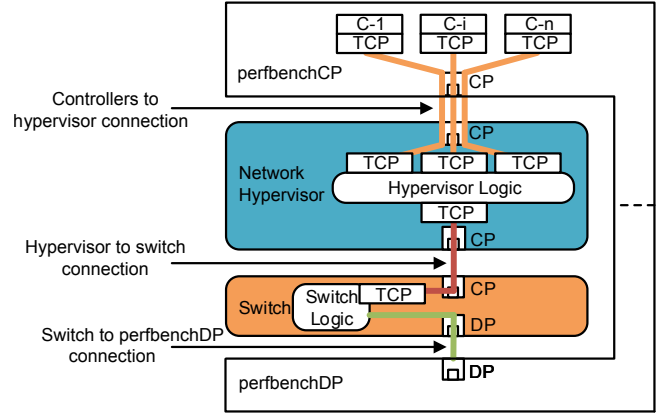 C-1 C-i C-n
TCP TCP TCP
perfbenchCP
CP
Controllers to
hypervisor connection
CP
Network
Hypervisor
TCP TCP TCP
Hypervisor Logic
TCP
CP
Hypervisor to switch
connection
CP
Switch
Switch
Logic
TCP
DP
Switch to perfbenchDP
connection
DP
perfbenchDP